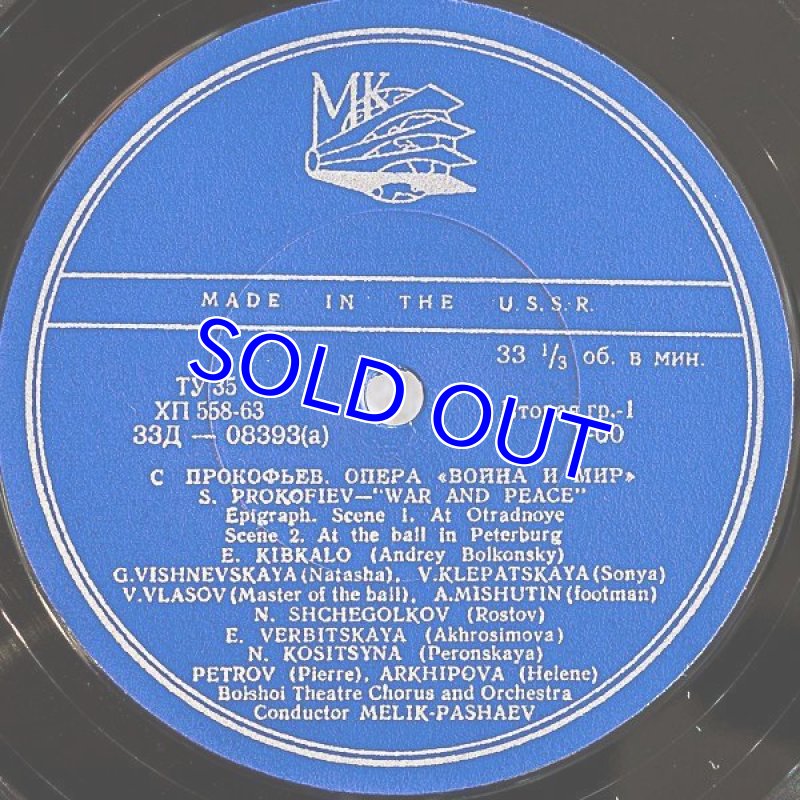 MK
MADE IN THE U.S.S.R.
33 1/3 об. в мин.
ТУ 35
ХП 558-63
гр.-1
33Д — 08393(а)
-00
SOLD OUT
С ПРОКОФЬЕВ. ОПЕРА «ВОЙНА И МИР»
S. PROKOFIEV—"WAR AND PEACE"
Epigraph. Scene 1. At Otradnoye
Scene 2. At the ball in Peterburg
E. KIBKALO (Andrey Bolkonsky)
G.VISHNEVSKAYA (Natasha), V.KLEPATSKAYA (Sonya)
V.VLASOV (Master of the ball), A.MISHUTIN (footman)
N. SHCHEGOLKOV (Rostov)
E. VERBITSKAYA (Akhrosimova)
N. KOSITSYNA (Peronskaya)
PETROV (Pierre), ARKHIPOVA (Helene)
Bolshoi Theatre Chorus and Orchestra
Conductor MELIK-PASHAEV